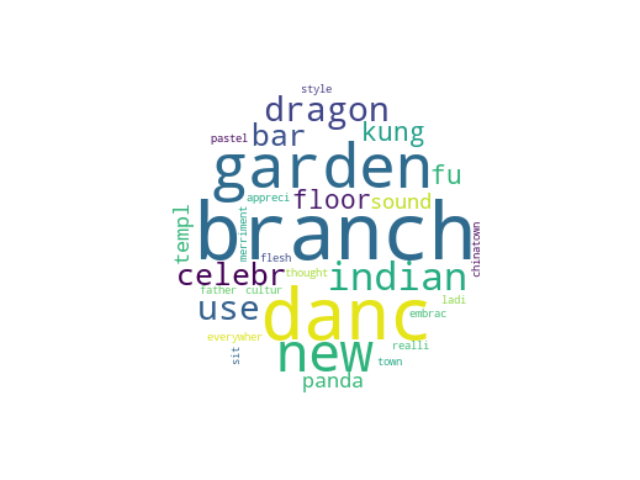 style
dragon
pastel
bar
kung
garden
fu
appreci
floor
sound
templ
merriment
branch
chinatown
flesh
celebr
thought
indian
father
cultur
use
danc
ladi
embrac
everywher
new
realli
sit
town
panda